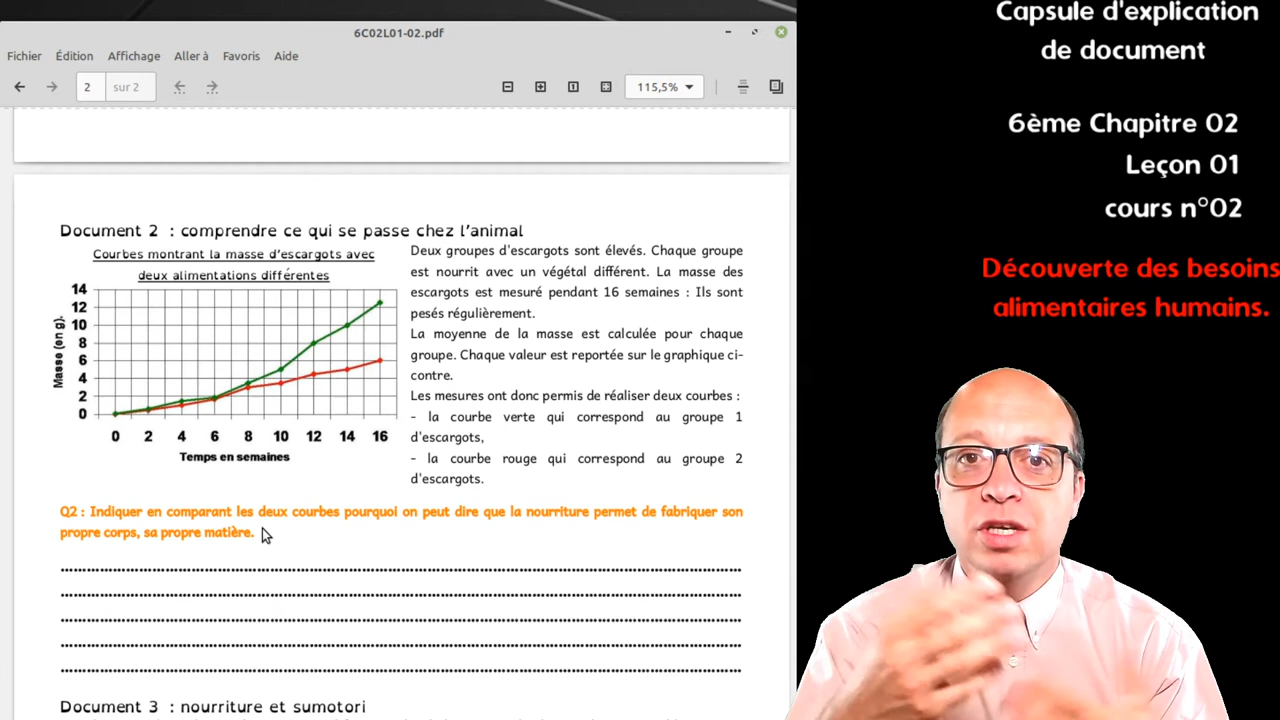 6C02L01-02.pdf
Fichier Édition Affichage Aller à Favoris Aide
2 sur 2
115,5%
Document 2 : comprendre ce qui se passe chez l'animal
Courbes montrant la masse d'escargots avec
deux alimentations différentes
14
12
10
8
6
4
2
0
Masse (en g).
0 2 4 6 8 10 12 14 16
Temps en semaines
Deux groupes d'escargots sont élevés. Chaque groupe
est nourrit avec un végétal différent. La masse des
escargots est mesuré pendant 16 semaines : Ils sont
pesés régulièrement.
La moyenne de la masse est calculée pour chaque
groupe. Chaque valeur est reportée sur le graphique ci-
contre.
Les mesures ont donc permis de réaliser deux courbes :
- la courbe verte qui correspond au groupe 1
d'escargots,
- la courbe rouge qui correspond au groupe 2
d'escargots.
Q2 : Indiquer en comparant les deux courbes pourquoi on peut dire que la nourriture permet de fabriquer son
propre corps, sa propre matière.
Document 3 : nourriture et sumotori
Capsule d'explication
de document
6ème Chapitre 02
Leçon 01
cours n°02
Découverte des besoins
alimentaires humains.